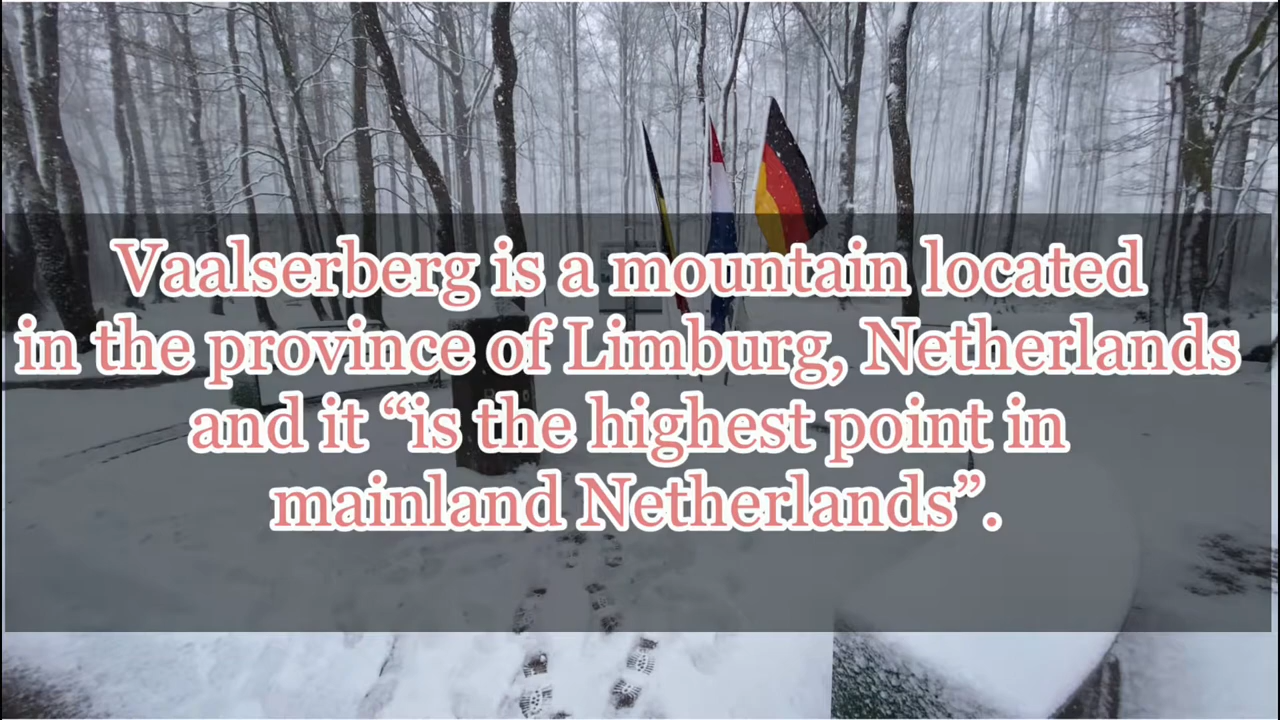 Vaalserberg is a mountain located
in the province of Limburg, Netherlands
and it “is the highest point in
mainland Netherlands”.